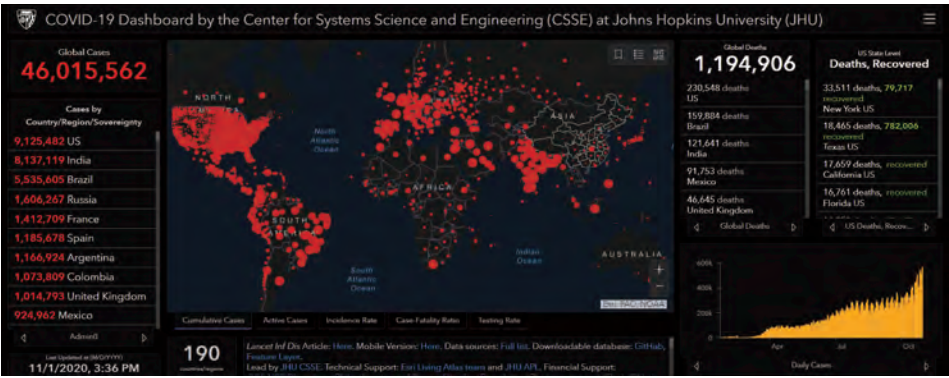 COVID-19 Dashboard by the Center for Systems Science and Engineering (CSSE) at Johns Hopkins University (JHU)
Global Cases
46,015,562
Cases by
Country/Region/Sovereignty
9,125,482 US
8,137,119 India
5,535,605 Brazil
1,606,267 Russia
1,412,709 France
1,185,678 Spain
1,166,924 Argentina
1,073,809 Colombia
1,014,793 United Kingdom
924,962 Mexico
Admin0
Last Updated at (M/D/YYYY)
11/1/2020, 3:36 PM
NORTH
North
Atlantic
Ocean
ASIA
AFRICA
SOUTH
AMERICA
Indian
Ocean
AUSTRALIA
South
Atlantic
Ocean
Esri, FAO, NOAA
Cumulative Cases
Active Cases
Incidence Rate
Case-Fatality Ratio
Testing Rate
190
countries/regions
Lancet Inf Dis Article: Here. Mobile Version: Here. Data sources: Full list. Downloadable database: GitHub,
Feature Layer.
Lead by JHU CSSE. Technical Support: Esri Living Atlas team and JHU APL. Financial Support:
Global Deaths
1,194,906
230,548 deaths
US
159,884 deaths
Brazil
121,641 deaths
India
91,753 deaths
Mexico
46,645 deaths
United Kingdom
Global Deaths
US State Level
Deaths, Recovered
33,511 deaths, 79,717
recovered
New York US
18,465 deaths, 782,006
recovered
Texas US
17,659 deaths, recovered
California US
16,761 deaths, recovered
Florida US
US Deaths, Recov...
600k
400k
200k
0
Apr
Jul
Oct
Daily Cases